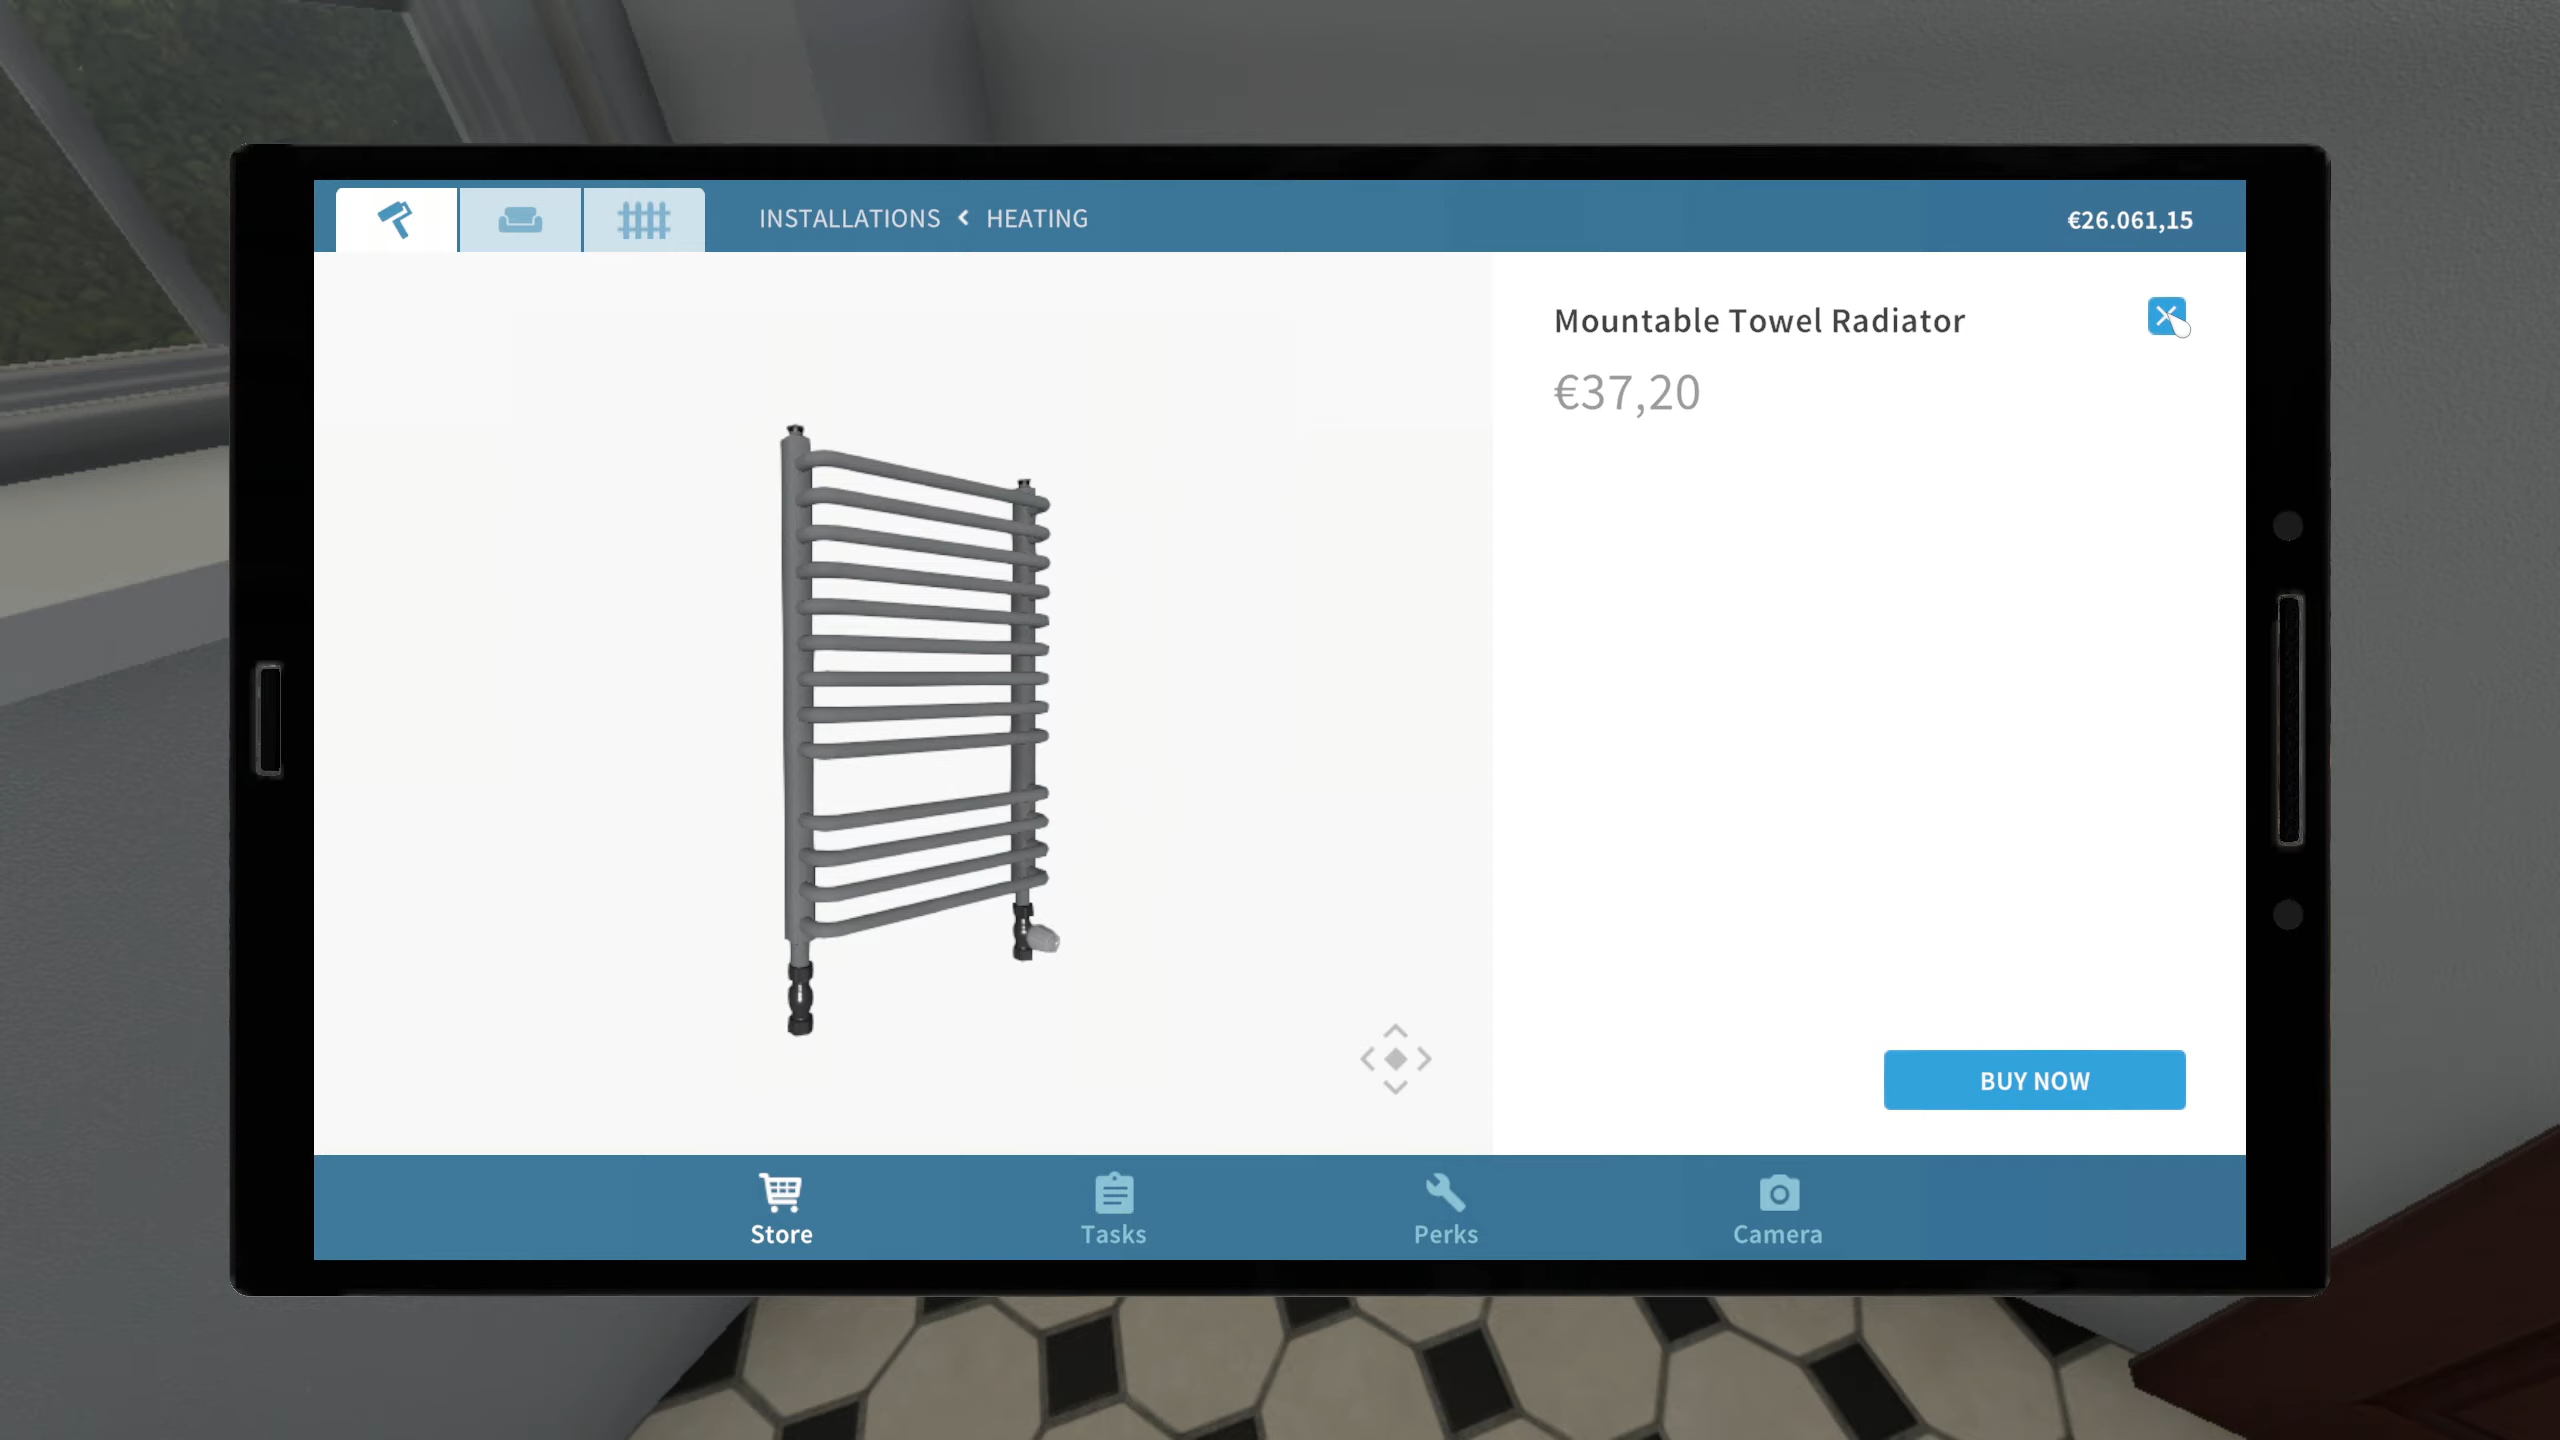 INSTALLATIONS < HEATING
€26.061,15
Mountable Towel Radiator
€37,20
BUY NOW
Store
Tasks
Perks
Camera